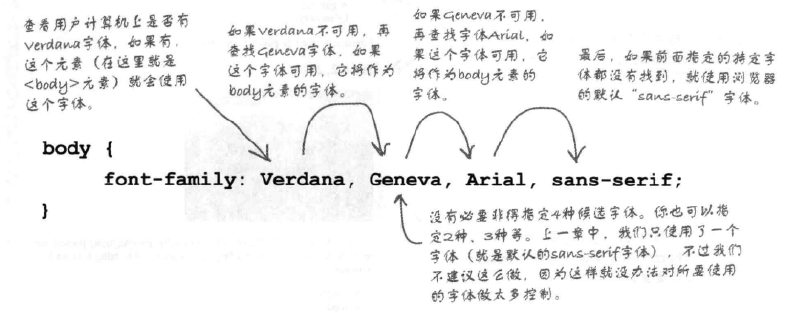 查看用户计算机上是否有
Verdana字体，如果有，
这个元素（在这里就是
<body>元素）就会使用
这个字体。
如果Verdana不可用，再
查找Geneva字体，如果
这个字体可用，它将作为
body元素的字体。
如果Geneva不可用，
再查找字体Arial，如
果这个字体可用，它
将作为body元素的
字体。
最后，如果前面指定的特定字
体都没有找到，就使用浏览器
的默认“sans-serif”字体。
body {
font-family: Verdana, Geneva, Arial, sans-serif;
}
没有必要非得指定4种候选字体。你也可以指
定2种、3种等。上一章中，我们只使用了一个
字体（就是默认的sans-serif字体），不过我们
不建议这么做，因为这样就没办法对所要使用
的字体做太多控制。